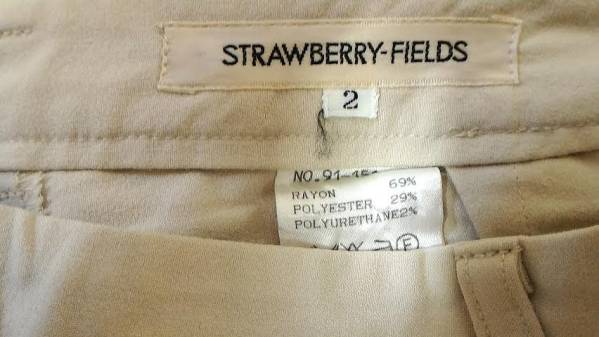 STRAWBERRY-FIELDS
2
RAYON 69%
POLYESTER 29%
POLYURETHANE2%
F